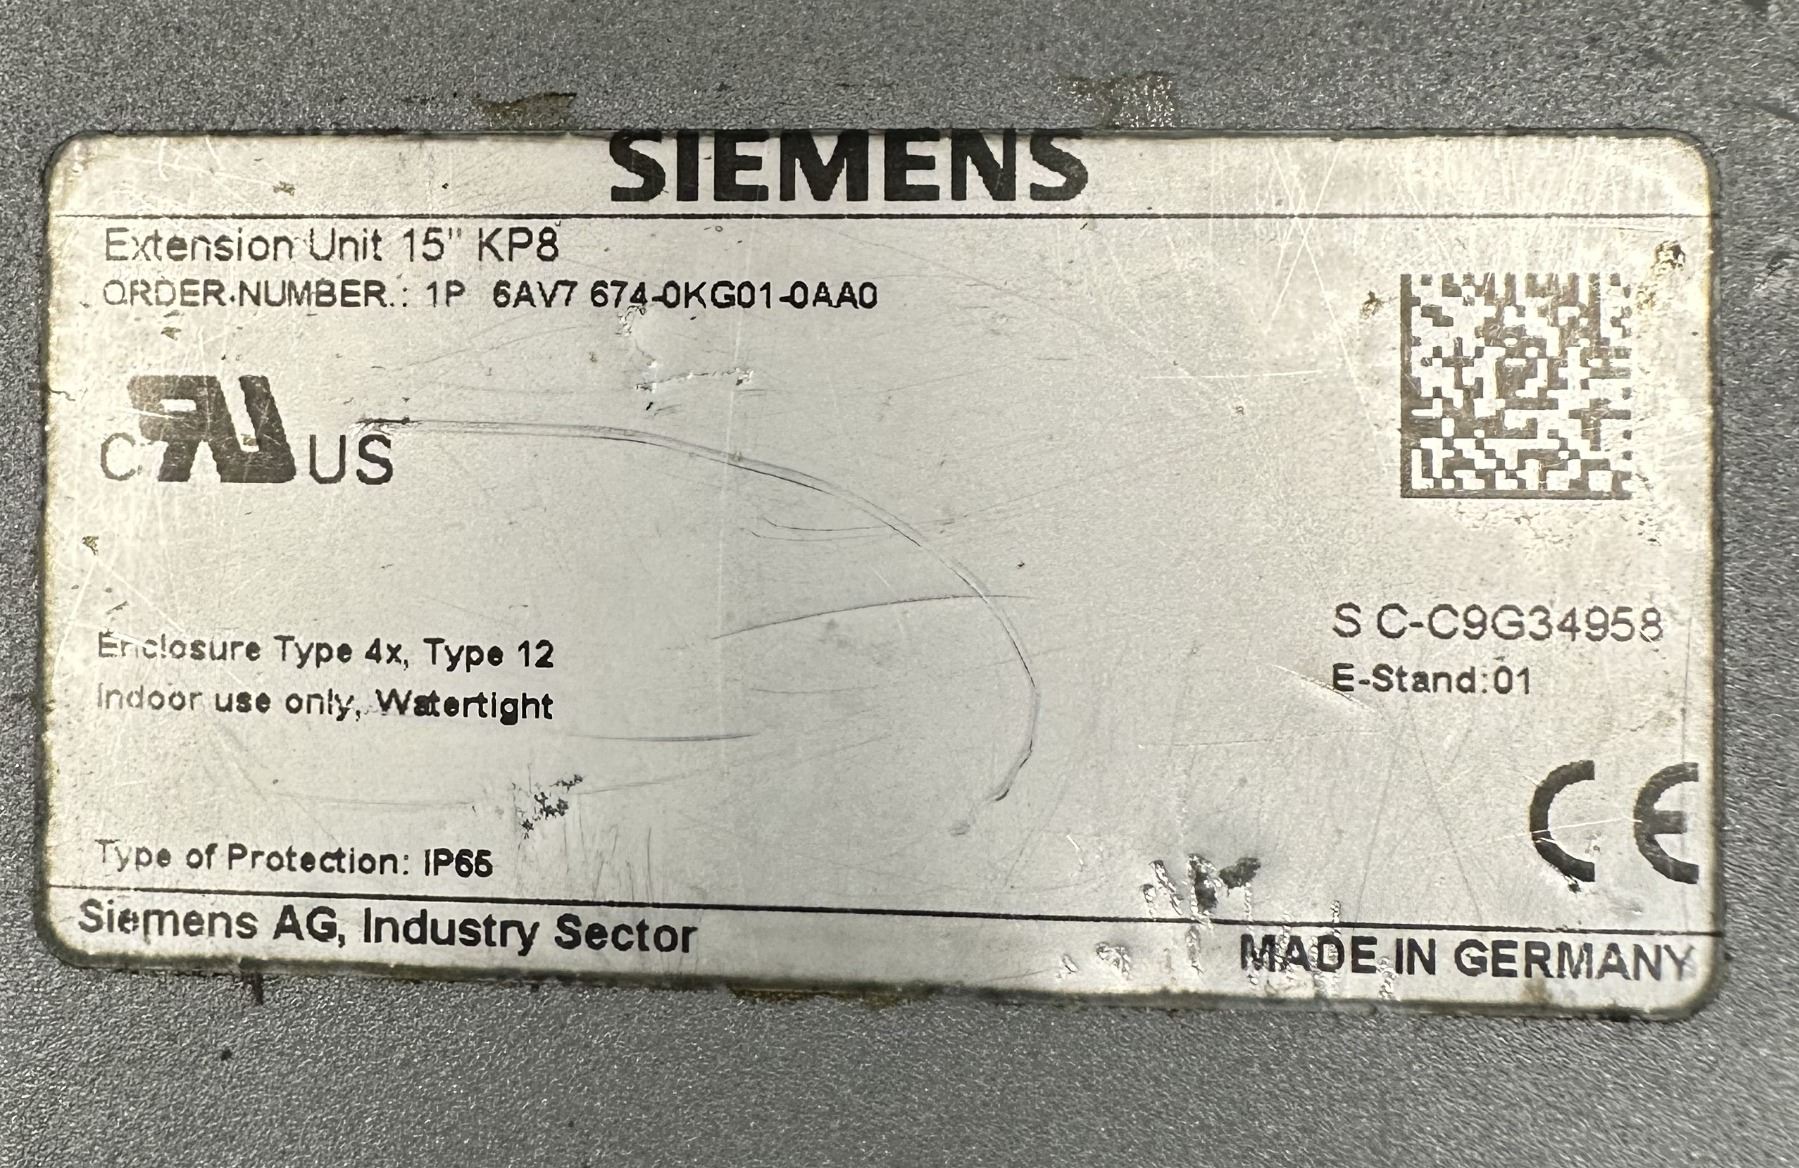 SIEMENS
Extension Unit 15" KP8
ORDER NUMBER.: 1P 6AV7 674-0KG01-0AA0
C RU US
S C-C9G34958
Enclosure Type 4x, Type 12
E-Stand:01
Indoor use only, Watertight
CE
Type of Protection: IP65
Siemens AG, Industry Sector
MADE IN GERMANY